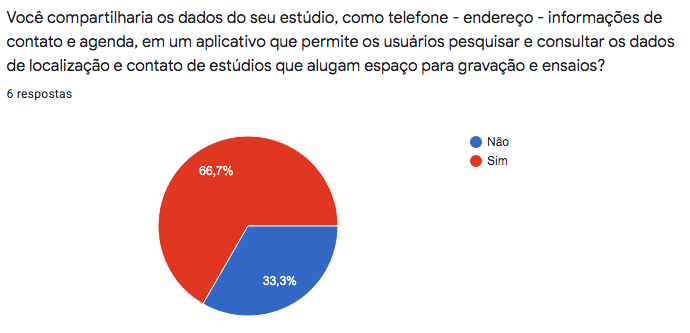 Você compartilharia os dados do seu estúdio, como telefone - endereço - informações de
contato e agenda, em um aplicativo que permite os usuários pesquisar e consultar os dados
de localização e contato de estúdios que alugam espaço para gravação e ensaios?
6 respostas
Não
Sim
66,7%
33,3%